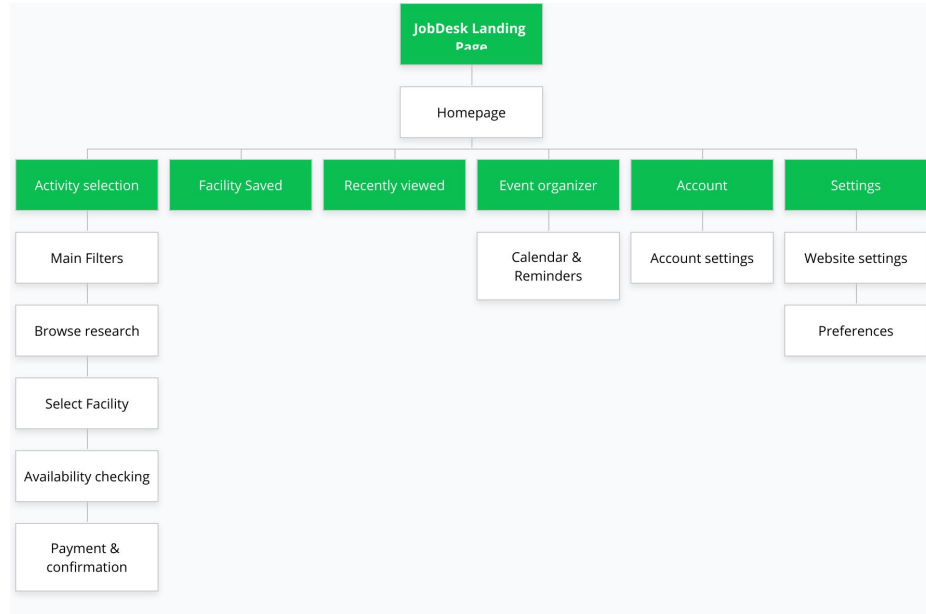 JobDesk Landing
Page
Homepage
Activity selection
Facility Saved
Recently viewed
Event organizer
Account
Settings
Main Filters
Calendar &
Reminders
Account settings
Website settings
Browse research
Preferences
Select Facility
Availability checking
Payment &
confirmation